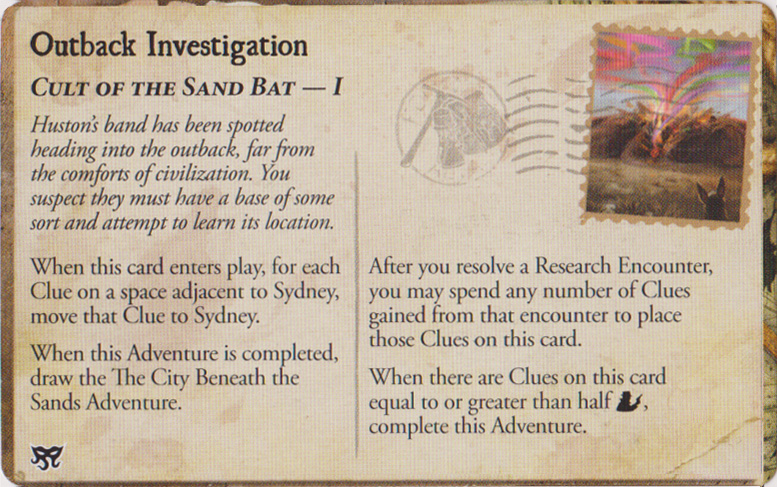 Outback Investigation
Cult of the Sand Bat — I
Huston's band has been spotted
heading into the outback, far from
the comforts of civilization. You
suspect they must have a base of some
sort and attempt to learn its location.
When this card enters play, for each
Clue on a space adjacent to Sydney,
move that Clue to Sydney.
When this Adventure is completed,
draw the The City Beneath the
Sands Adventure.
After you resolve a Research Encounter,
you may spend any number of Clues
gained from that encounter to place
those Clues on this card.
When there are Clues on this card
equal to or greater than half ,
complete this Adventure.